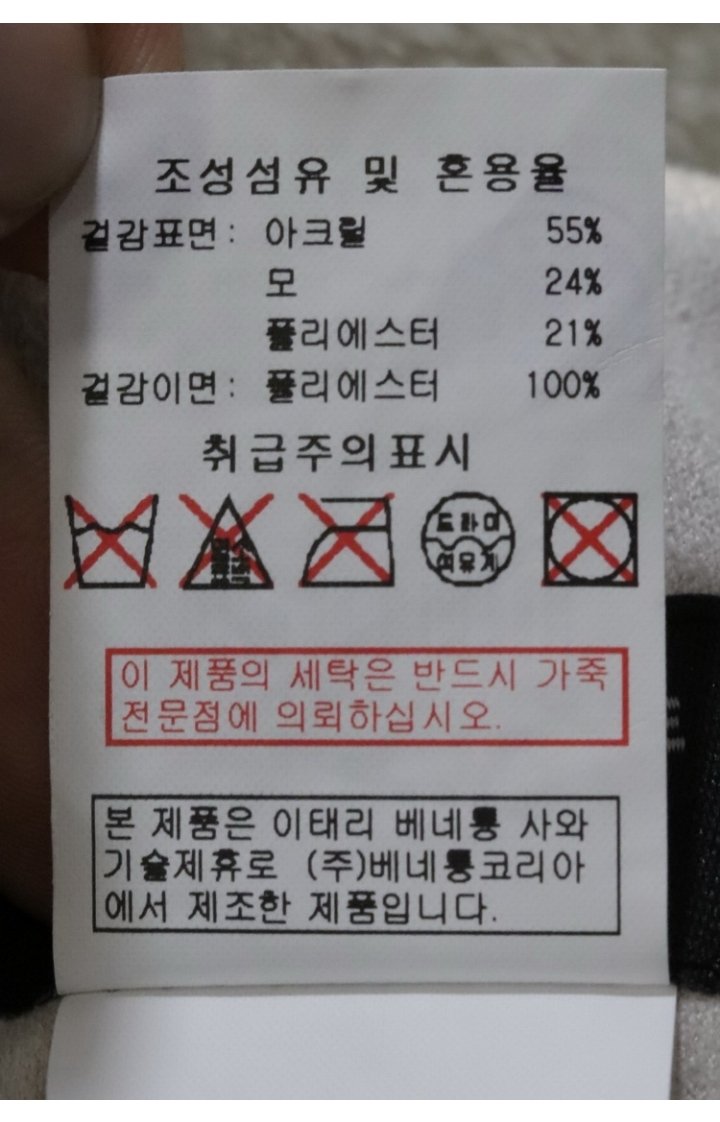 조성섬유 및 혼용율
겉감표면: 아크릴 55%
모 24%
폴리에스터 21%
겉감이면: 폴리에스터 100%
취급주의표시
드라이
석유계
이 제품의 세탁은 반드시 가죽
전문점에 의뢰하십시오.
본 제품은 이태리 베네통 사와
기술제휴로 (주)베네통코리아
에서 제조한 제품입니다.